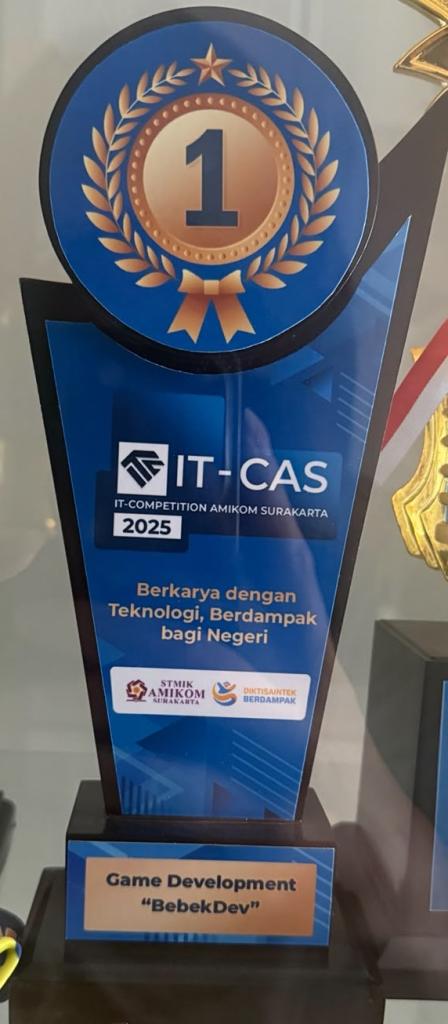 1
IT-CAS
IT-COMPETITION AMIKOM SURAKARTA
2025
Berkarya dengan
Teknologi, Berdampak
bagi Negeri
STMIK
AMIKOM
SURAKARTA
DIKTISAINTEK
BERDAMPAK
Game Development
"BebekDev"